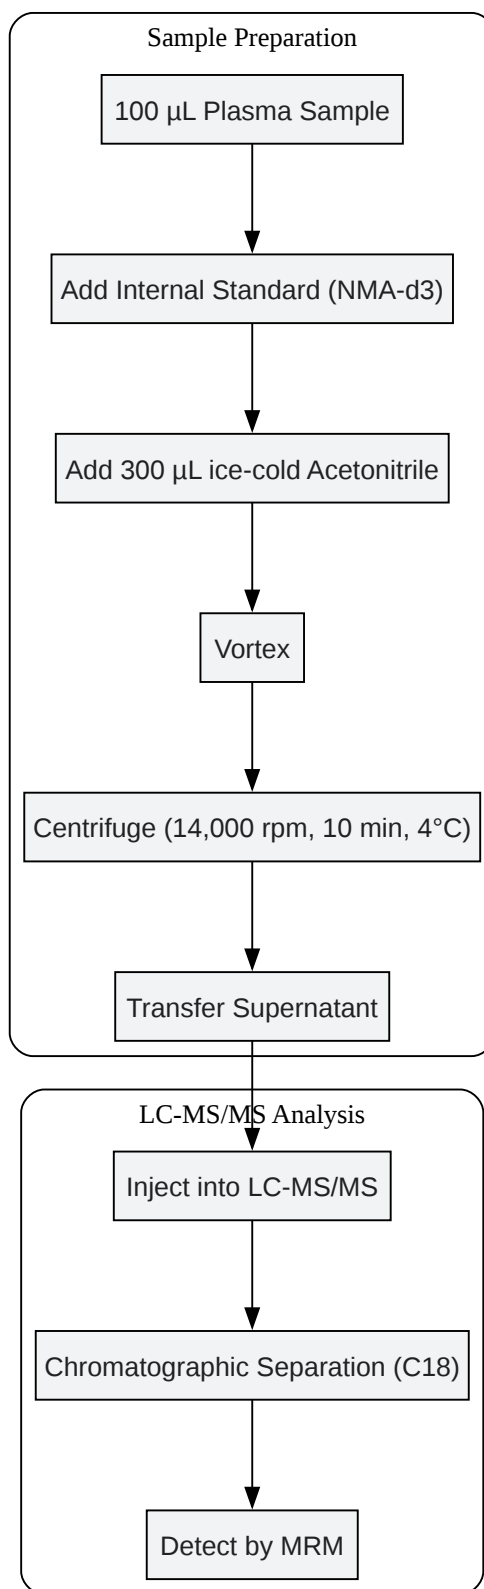 Sample Preparation
100 µL Plasma Sample
Add Internal Standard (NMA-d3)
Add 300 µL ice-cold Acetonitrile
Vortex
Centrifuge (14,000 rpm, 10 min, 4°C)
Transfer Supernatant
LC-MS/MS Analysis
Inject into LC-MS/MS
Chromatographic Separation (C18)
Detect by MRM